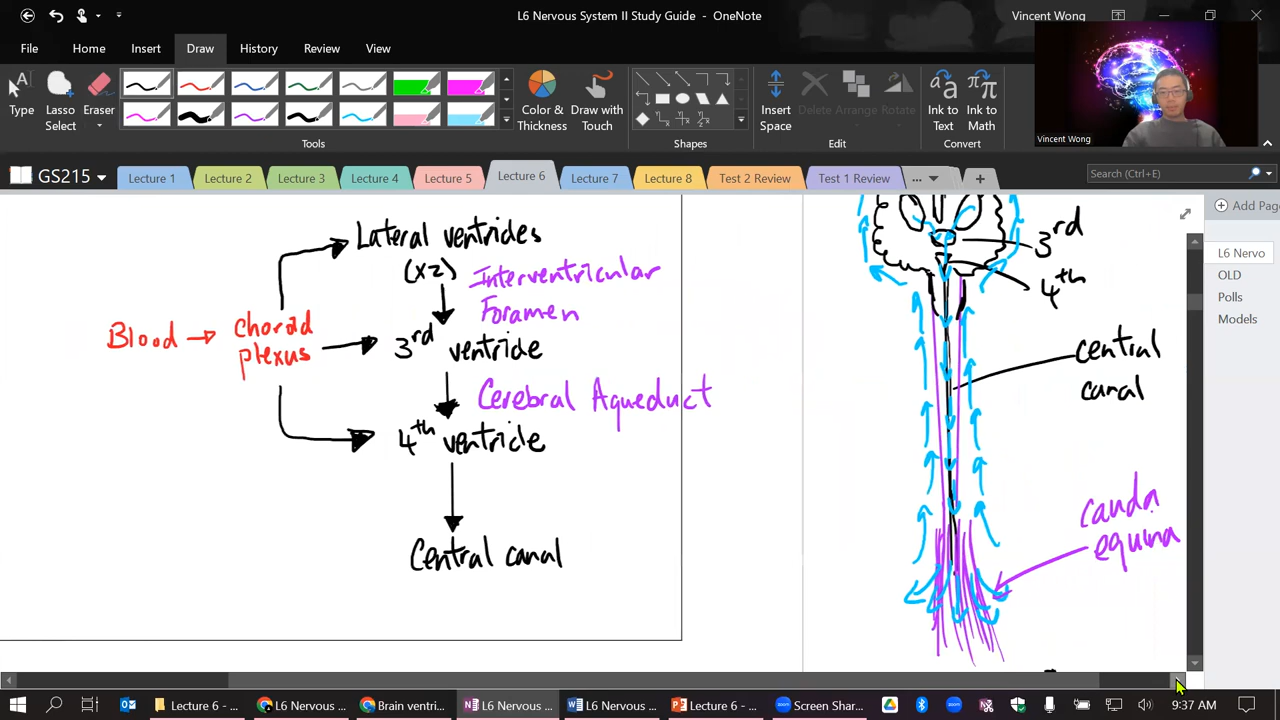 L6 Nervous System II Study Guide - OneNote
Vincent Wong
File
Home
Insert
Draw
History
Review
View
Type
Lasso
Select
Eraser
Color &
Thickness
Draw with
Touch
Insert
Space
Delete
Arrange
Rotate
Ink to
Text
Ink to
Math
Tools
Shapes
Edit
Convert
Vincent Wong
GS215
Lecture 1
Lecture 2
Lecture 3
Lecture 4
Lecture 5
Lecture 6
Lecture 7
Lecture 8
Test 2 Review
Test 1 Review
...
Search (Ctrl+E)
Add Pag
L6 Nervo
OLD
Polls
Models
Lateral ventricles
(x2)
Interventricular
Foramen
Blood → choroid
plexus
3rd ventricle
Cerebral Aqueduct
4th ventricle
Central canal
3rd
4th
central
canal
cauda
equina
L6 Nervous ...
Lecture 6 - ...
L6 Nervous ...
Brain ventri...
L6 Nervous ...
L6 Nervous ...
Lecture 6 - ...
Screen Shar...
9:37 AM